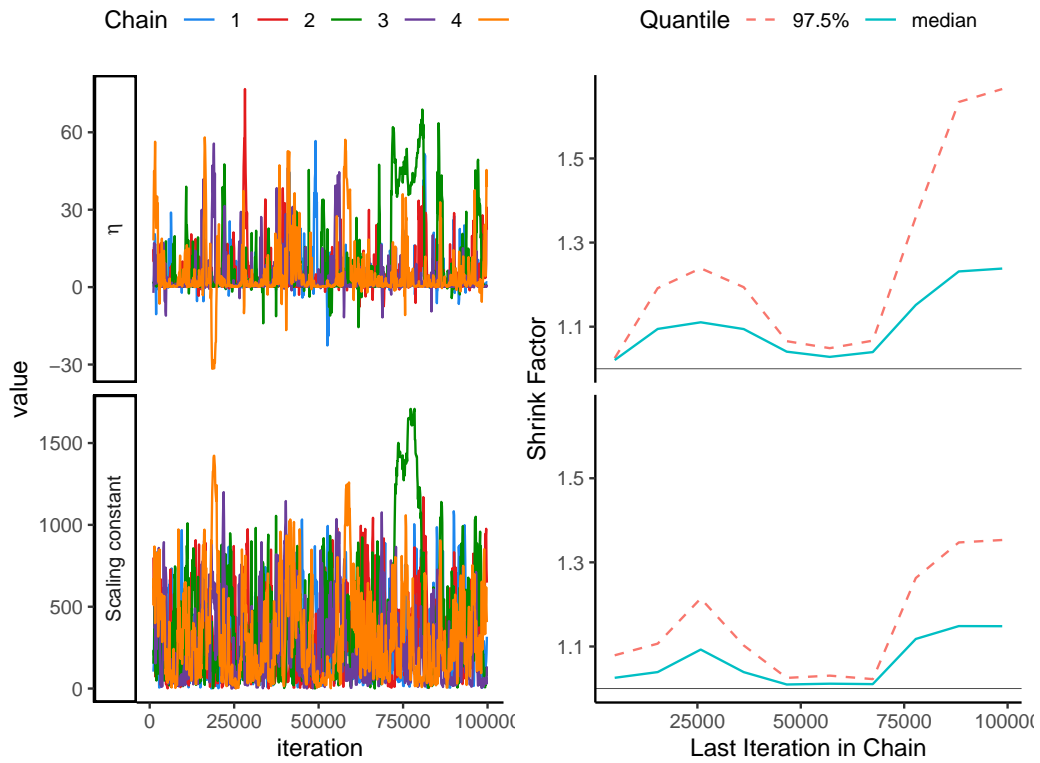 Chain 1 2 3 4
Quantile 97.5% median
value
η
60
30
0
−30
Scaling constant
1500
1000
500
0
0 25000 50000 75000 100000
iteration
Shrink Factor
1.5
1.3
1.1
1.5
1.3
1.1
25000 50000 75000 100000
Last Iteration in Chain